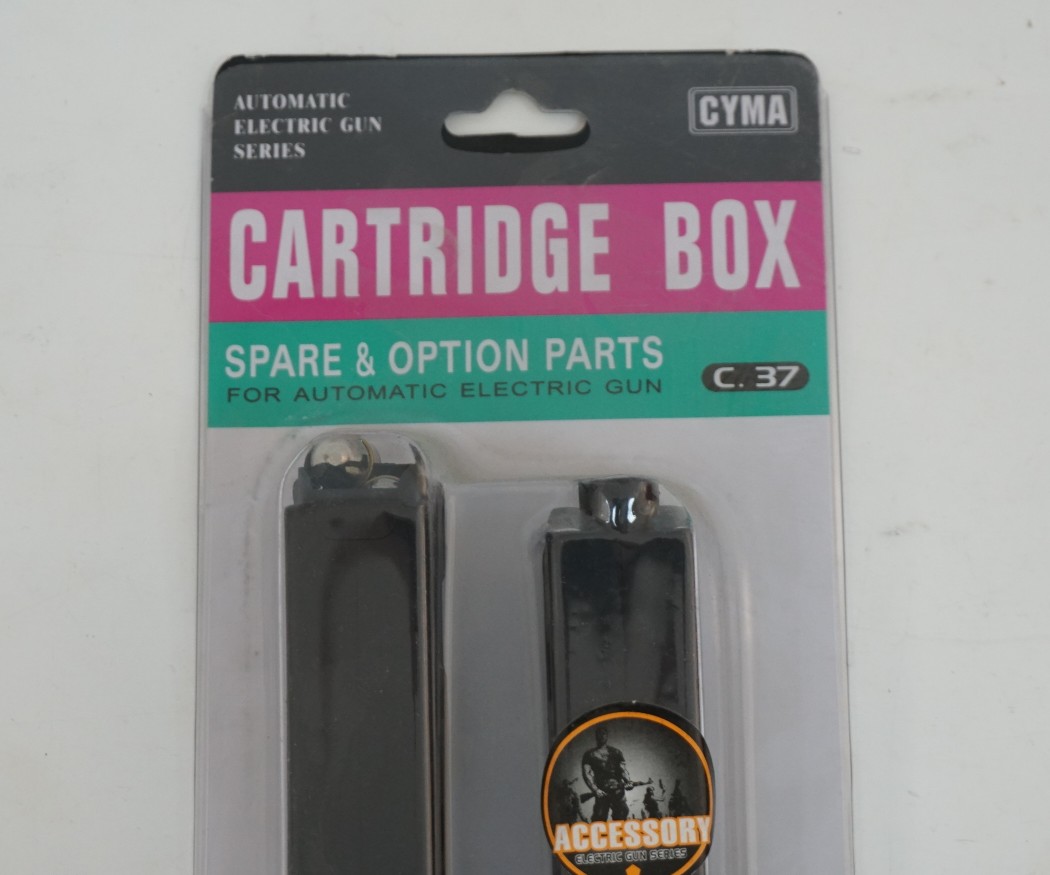 AUTOMATIC
ELECTRIC GUN
SERIES
CYMA
CARTRIDGE BOX
SPARE & OPTION PARTS
FOR AUTOMATIC ELECTRIC GUN
C. 37
ACCESSORY
ELECTRIC GUN SERIES